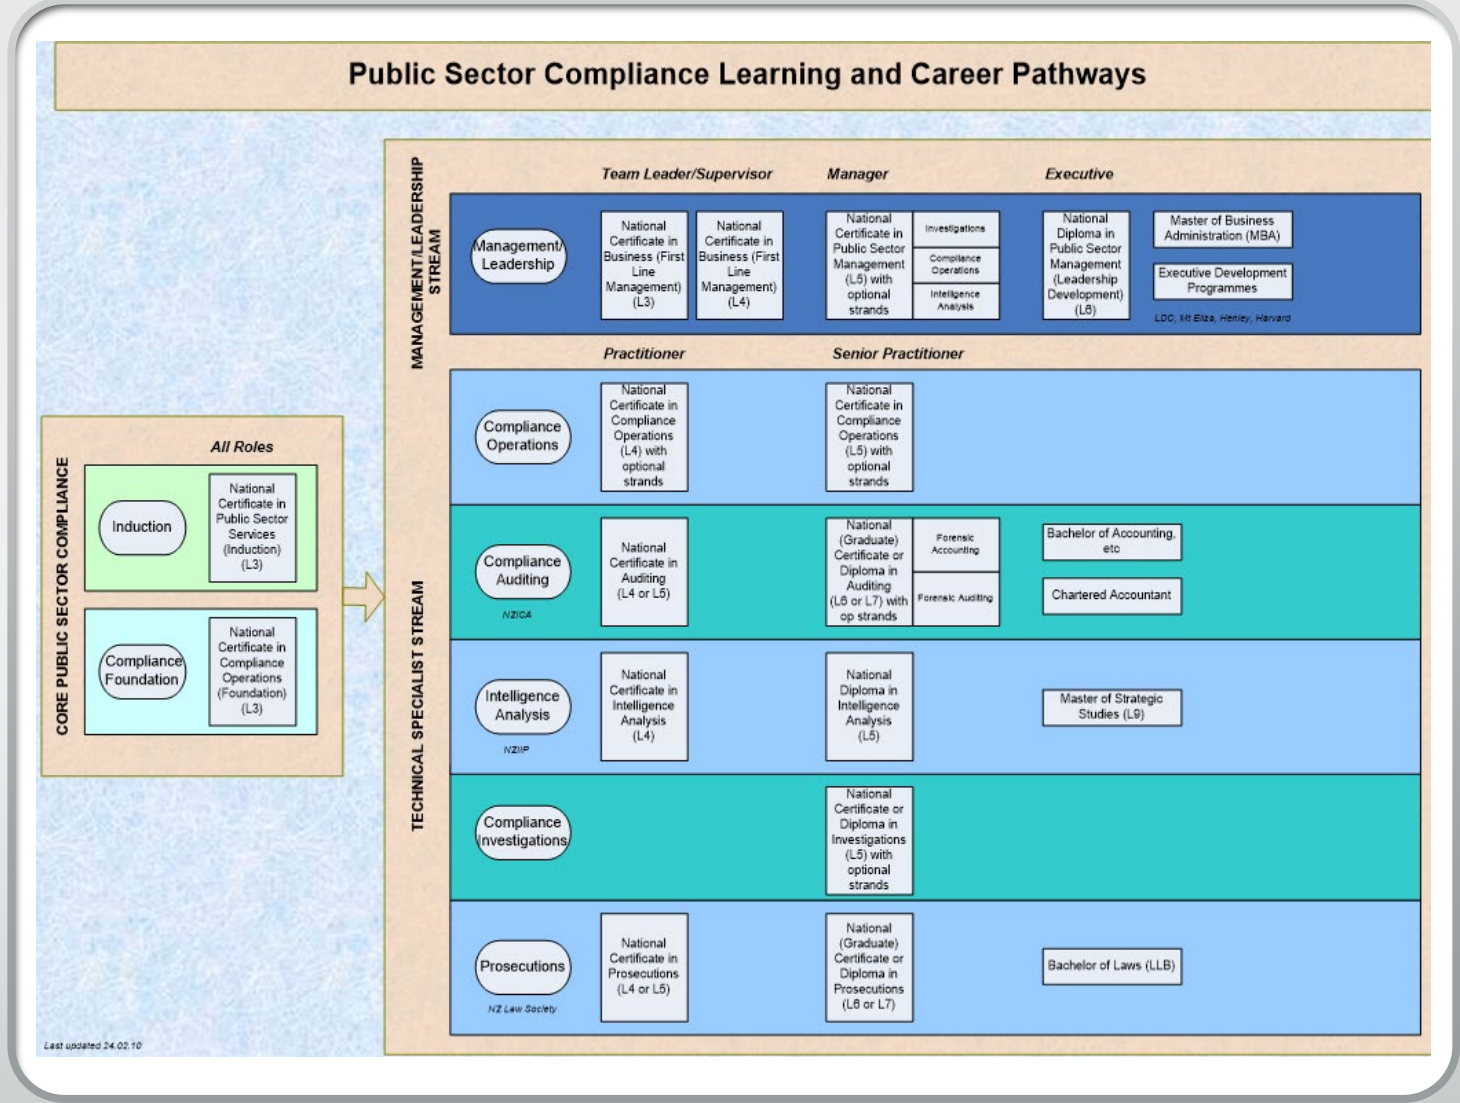 Public Sector Compliance Learning and Career Pathways
CORE PUBLIC SECTOR COMPLIANCE
All Roles
Induction
National
Certificate in
Public Sector
Services
(Induction)
(L3)
Compliance
Foundation
National
Certificate in
Compliance
Operations
(Foundation)
(L3)
MANAGEMENT/LEADERSHIP
STREAM
Team Leader/Supervisor
Manager
Executive
Management/
Leadership
National
Certificate in
Business (First
Line
Management)
(L3)
National
Certificate in
Business (First
Line
Management)
(L4)
National
Certificate in
Public Sector
Management
(L5) with
optional
strands
Investigations
Compliance
Operations
Intelligence
Analysis
National
Diploma in
Public Sector
Management
(Leadership
Development)
(L6)
Master of Business
Administration (MBA)
Executive Development
Programmes
LDC, Mt Eliza, Henley, Harvard
TECHNICAL SPECIALIST STREAM
Practitioner
Senior Practitioner
Compliance
Operations
National
Certificate in
Compliance
Operations
(L4) with
optional
strands
National
Certificate in
Compliance
Operations
(L5) with
optional
strands
Compliance
Auditing
NZICA
National
Certificate in
Auditing
(L4 or L5)
National
(Graduate)
Certificate or
Diploma in
Auditing
(L6 or L7) with
op strands
Forensic
Accounting
Forensic Auditing
Bachelor of Accounting,
etc
Chartered Accountant
Intelligence
Analysis
NZIIP
National
Certificate in
Intelligence
Analysis
(L4)
National
Diploma in
Intelligence
Analysis
(L5)
Master of Strategic
Studies (L9)
Compliance
Investigations
National
Certificate or
Diploma in
Investigations
(L5) with
optional
strands
Prosecutions
NZ Law Society
National
Certificate in
Prosecutions
(L4 or L5)
National
(Graduate)
Certificate or
Diploma in
Prosecutions
(L6 or L7)
Bachelor of Laws (LLB)
Last updated 24.02.10